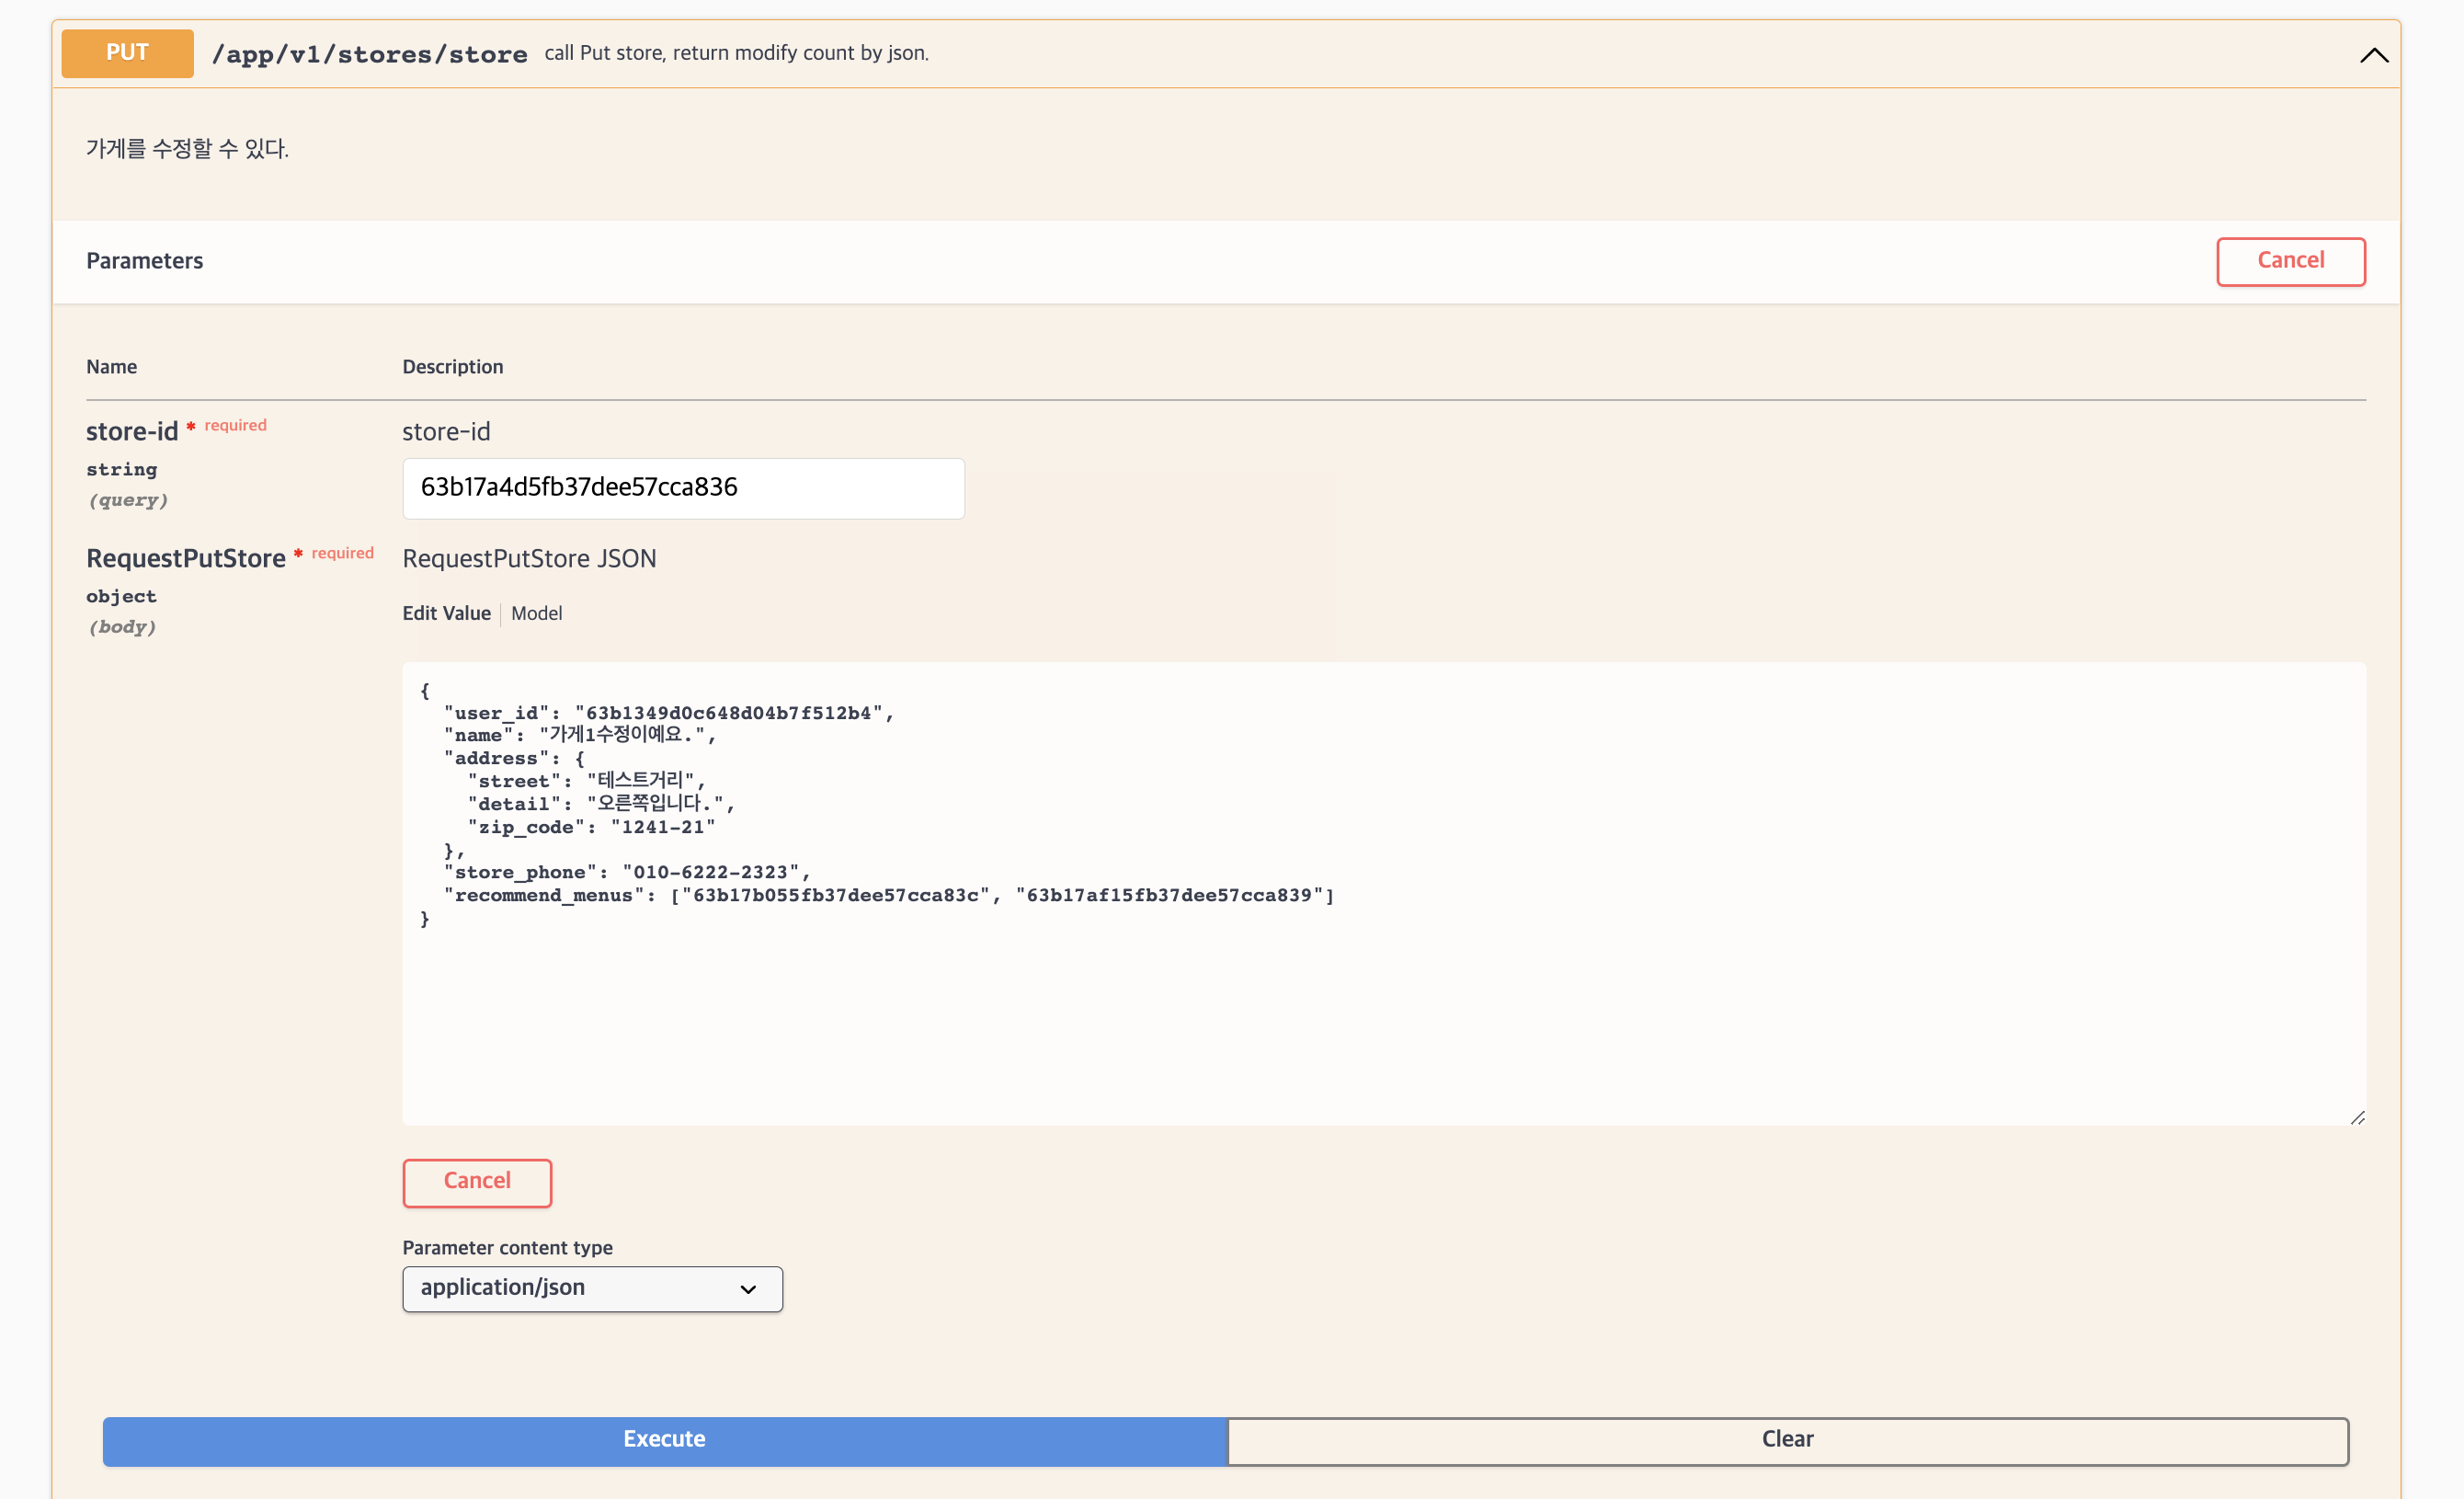 PUT /app/v1/stores/store call Put store, return modify count by json.
가게를 수정할 수 있다.
Parameters Cancel
Name Description
store-id * required store-id
string
(query)
63b17a4d5fb37dee57cca836
RequestPutStore * required RequestPutStore JSON
object
(body)
Edit Value Model
{
"user_id": "63b1349d0c648d04b7f512b4",
"name": "가게1수정이예요.",
"address": {
"street": "테스트거리",
"detail": "오른쪽입니다.",
"zip_code": "1241-21"
},
"store_phone": "010-6222-2323",
"recommend_menus": ["63b17b055fb37dee57cca83c", "63b17af15fb37dee57cca839"]
}
Cancel
Parameter content type
application/json
Execute Clear